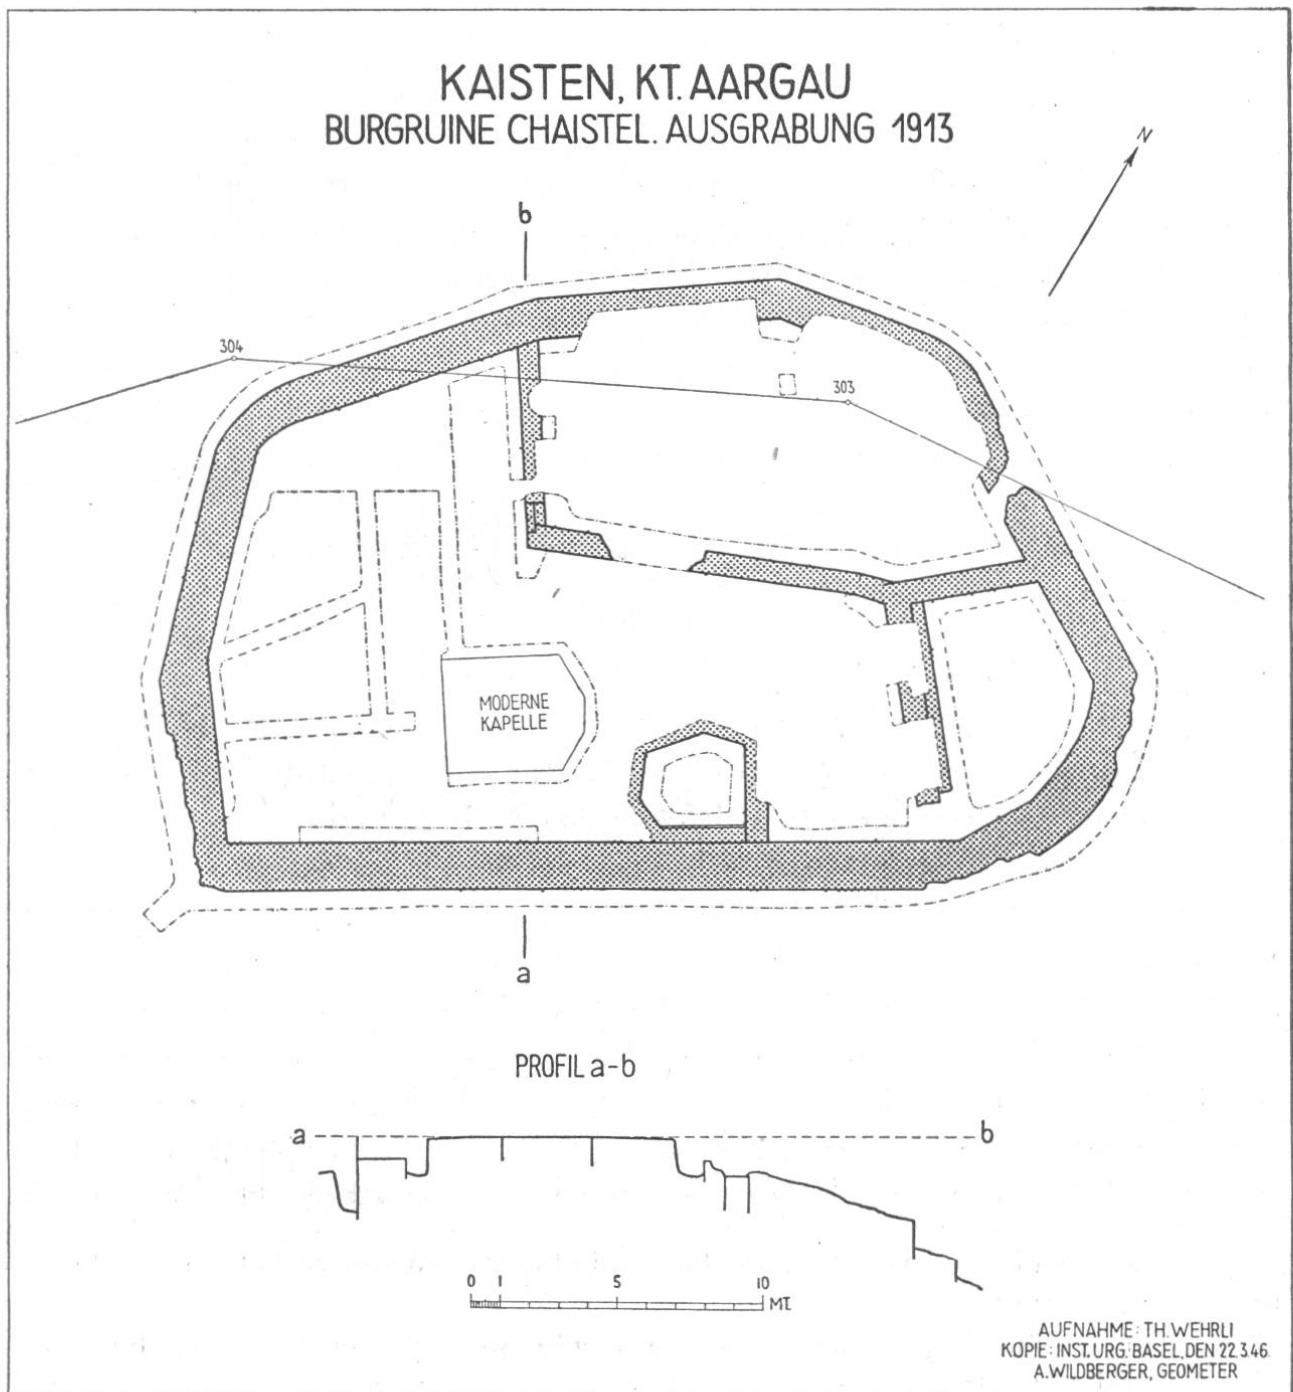 KAISTEN, KT. AARGAU
BURGRUINE CHAISTEL. AUSGRABUNG 1913
N
b
304
303
MODERNE
KAPELLE
a
PROFIL a-b
a
b
0 1 5 10
MT.
AUFNAHME: TH. WEHRLI
KOPIE: INST. URG. BASEL, DEN 22.3.46.
A. WILDBERGER, GEOMETER